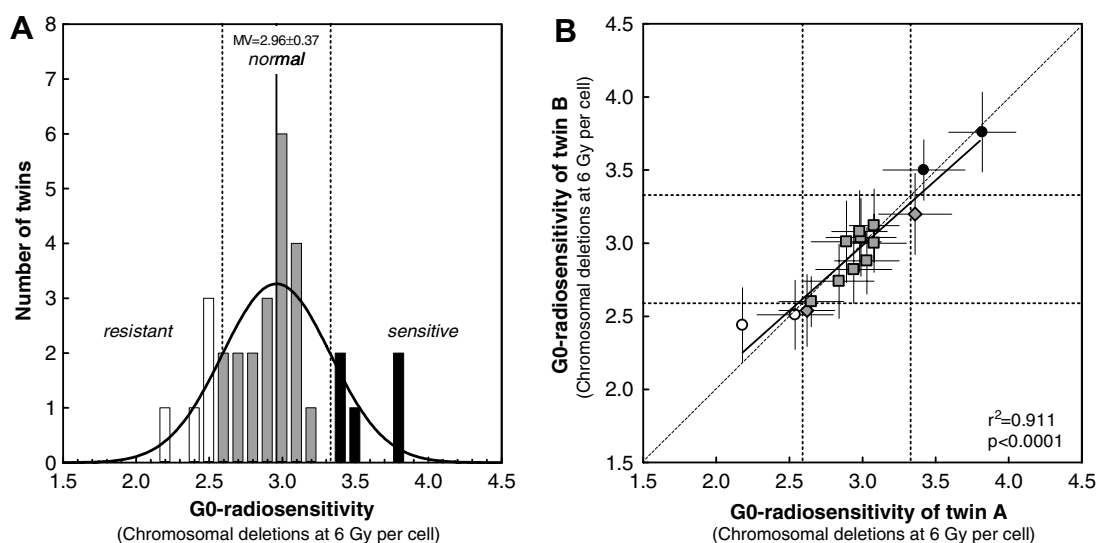 A
MV=2.96±0.37
normal
resistant
sensitive
Number of twins
8
7
6
5
4
3
2
1
0
1.5 2.0 2.5 3.0 3.5 4.0 4.5
G0-radiosensitivity
(Chromosomal deletions at 6 Gy per cell)
B
G0-radiosensitivity of twin B
(Chromosomal deletions at 6 Gy per cell)
4.5
4.0
3.5
3.0
2.5
2.0
1.5
r²=0.911
p<0.0001
1.5 2.0 2.5 3.0 3.5 4.0 4.5
G0-radiosensitivity of twin A
(Chromosomal deletions at 6 Gy per cell)